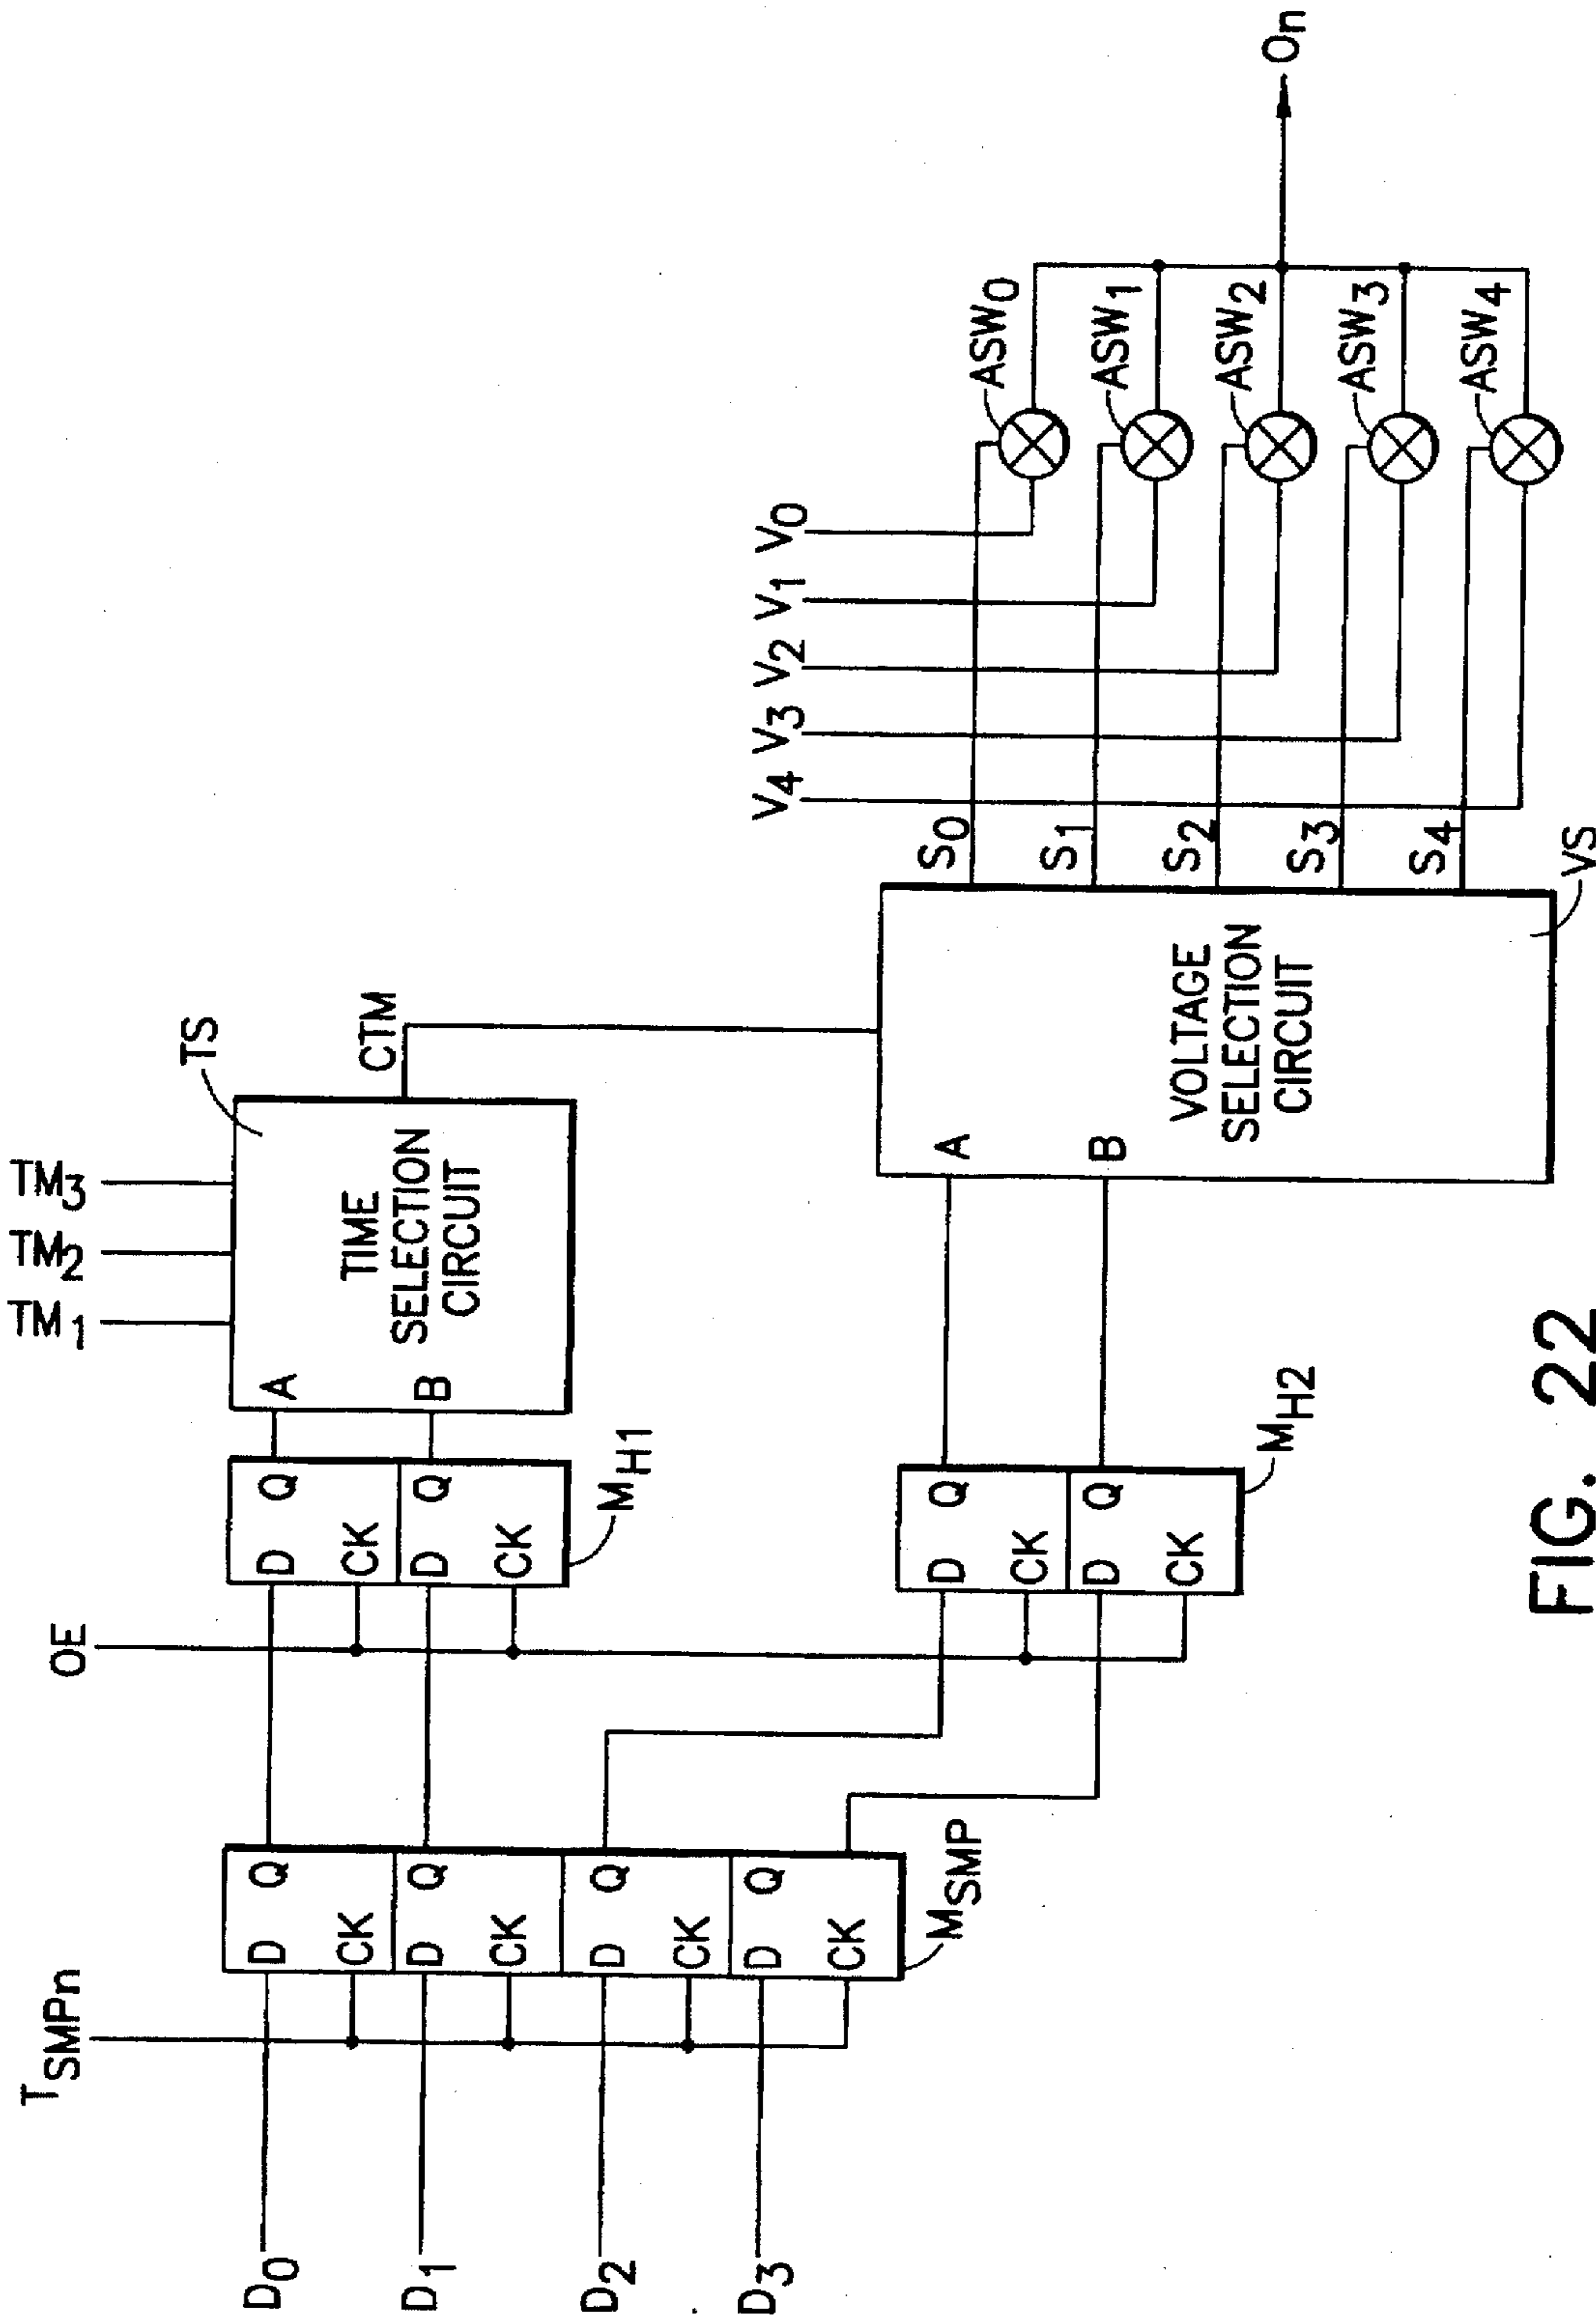 TSMPn
OE
TM1 TM2 TM3
TS
D0
D1
D2
D3
D Q
CK
D Q
CK
D Q
CK
D Q
CK
MSMP
D Q
CK
D Q
CK
MH1
A
B
TIME
SELECTION
CIRCUIT
CTM
D Q
CK
D Q
CK
MH2
A
B
VOLTAGE
SELECTION
CIRCUIT
VS
V4 V3 V2 V1 V0
S0
S1
S2
S3
S4
ASW0
ASW1
ASW2
ASW3
ASW4
On
FIG. 22